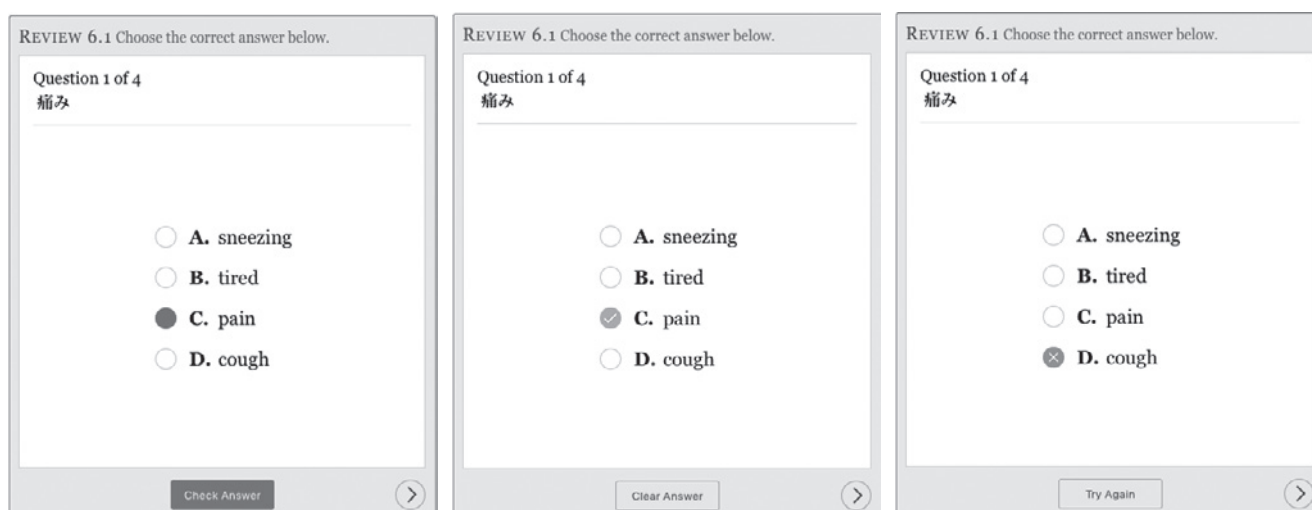 REVIEW 6.1 Choose the correct answer below.
Question 1 of 4
痛み
A. sneezing
B. tired
C. pain
D. cough
Check Answer
REVIEW 6.1 Choose the correct answer below.
Question 1 of 4
痛み
A. sneezing
B. tired
C. pain
D. cough
Clear Answer
REVIEW 6.1 Choose the correct answer below.
Question 1 of 4
痛み
A. sneezing
B. tired
C. pain
D. cough
Try Again